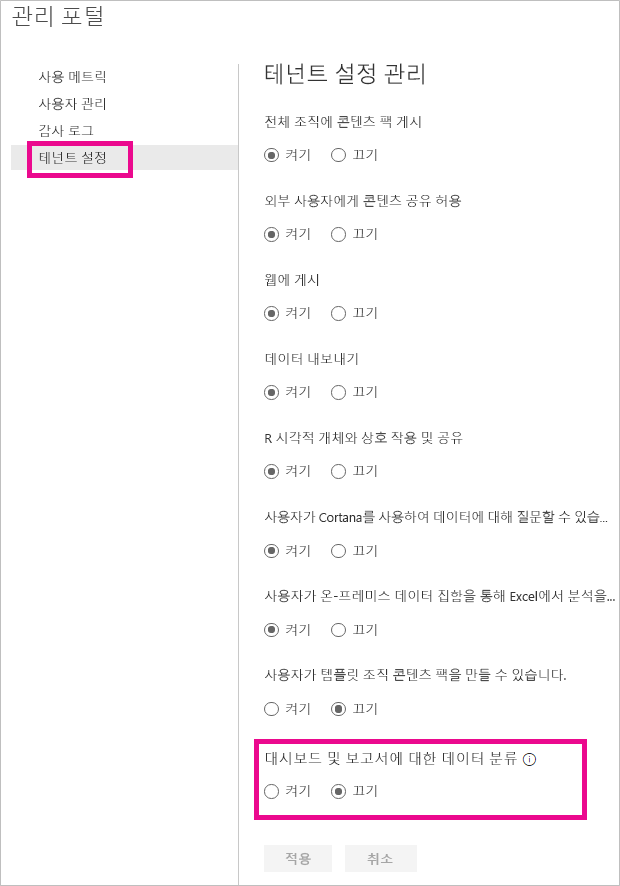 관리 포털
사용 메트릭
사용자 관리
감사 로그
테넌트 설정
테넌트 설정 관리
전체 조직에 콘텐츠 팩 게시
켜기 끄기
외부 사용자에게 콘텐츠 공유 허용
켜기 끄기
웹에 게시
켜기 끄기
데이터 내보내기
켜기 끄기
R 시각적 개체와 상호 작용 및 공유
켜기 끄기
사용자가 Cortana를 사용하여 데이터에 대해 질문할 수 있습...
켜기 끄기
사용자가 온-프레미스 데이터 집합을 통해 Excel에서 분석을...
켜기 끄기
사용자가 템플릿 조직 콘텐츠 팩을 만들 수 있습니다.
켜기 끄기
대시보드 및 보고서에 대한 데이터 분류
켜기 끄기
적용 취소